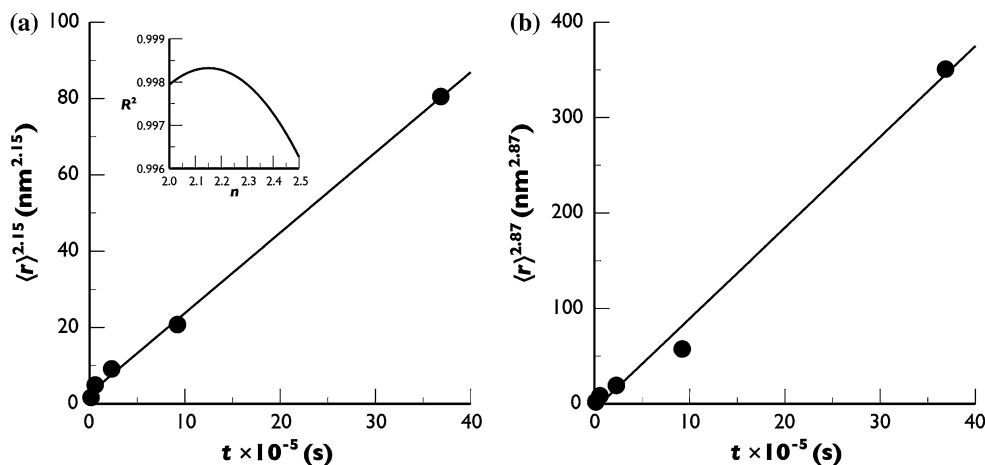 (a)
100
80
60
40
20
0
⟨r⟩2.15 (nm2.15)
0.999
0.998
0.997
0.996
R2
2.0 2.1 2.2 2.3 2.4 2.5
n
0 10 20 30 40
t ×10-5 (s)
(b)
400
300
200
100
0
⟨r⟩2.87 (nm2.87)
0 10 20 30 40
t ×10-5 (s)